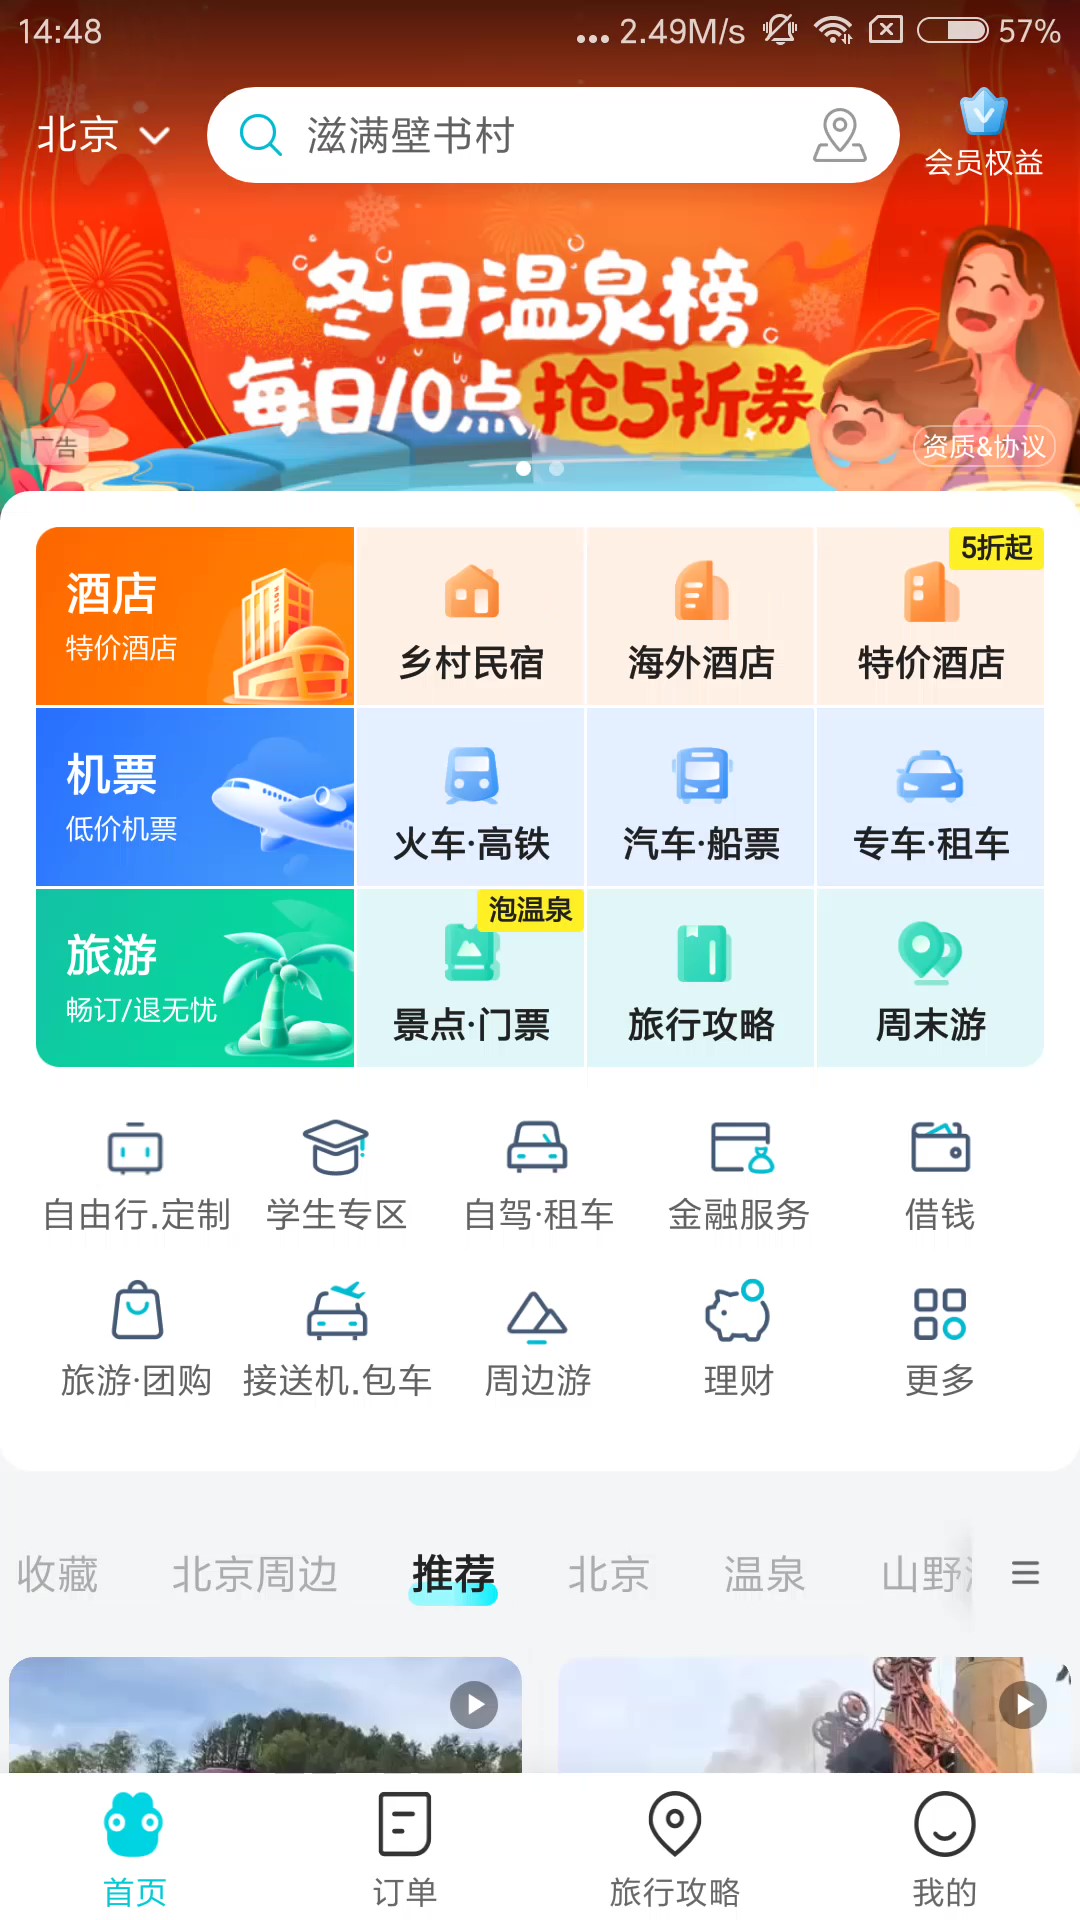 14:48
... 2.49M/s
57%
北京
滋满壁书村
会员权益
冬日温泉榜
每日10点抢5折券
广告
资质&协议
酒店
特价酒店
乡村民宿
海外酒店
5折起
特价酒店
机票
低价机票
火车·高铁
汽车·船票
专车·租车
旅游
畅订/退无忧
泡温泉
景点·门票
旅行攻略
周末游
自由行.定制
学生专区
自驾·租车
金融服务
借钱
旅游·团购
接送机.包车
周边游
理财
更多
收藏
北京周边
推荐
北京
温泉
山野
首页
订单
旅行攻略
我的